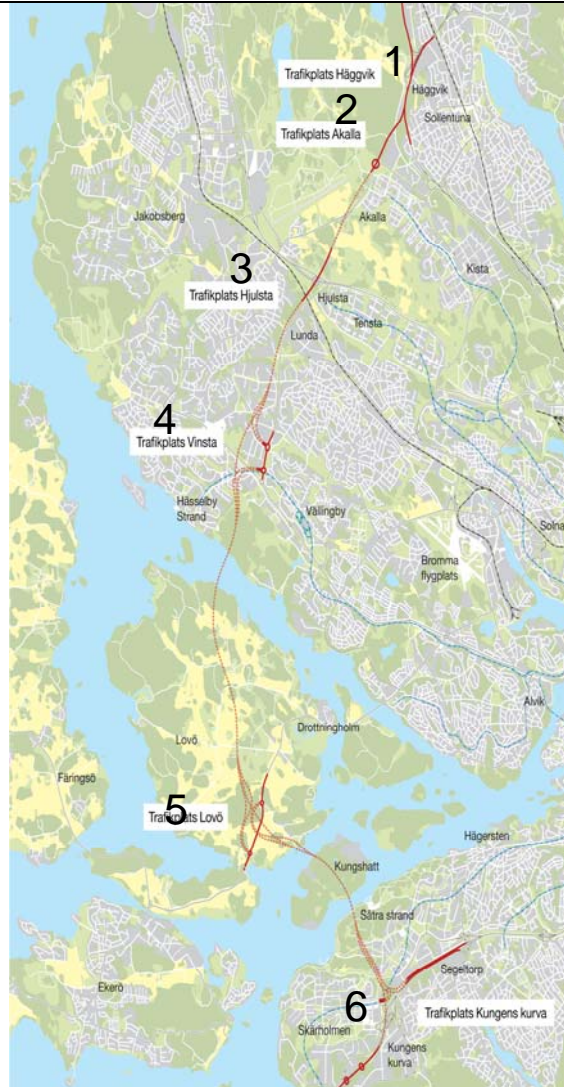 1
Trafikplats Häggvik
Häggvik
2
Sollentuna
Trafikplats Akalla
Jakobsberg
Akalla
3
Kista
Trafikplats Hjulsta
Hjulsta
Tensta
Lunda
4
Trafikplats Vinsta
Hässelby
Strand
Vällingby
Solna
Bromma
flygplats
Alvik
Drottningholm
Lovö
Färingsö
5
Trafikplats Lovö
Hägersten
Kungshatt
Sätra strand
Segeltorp
Ekerö
6
Trafikplats Kungens kurva
Skärholmen
Kungens
kurva